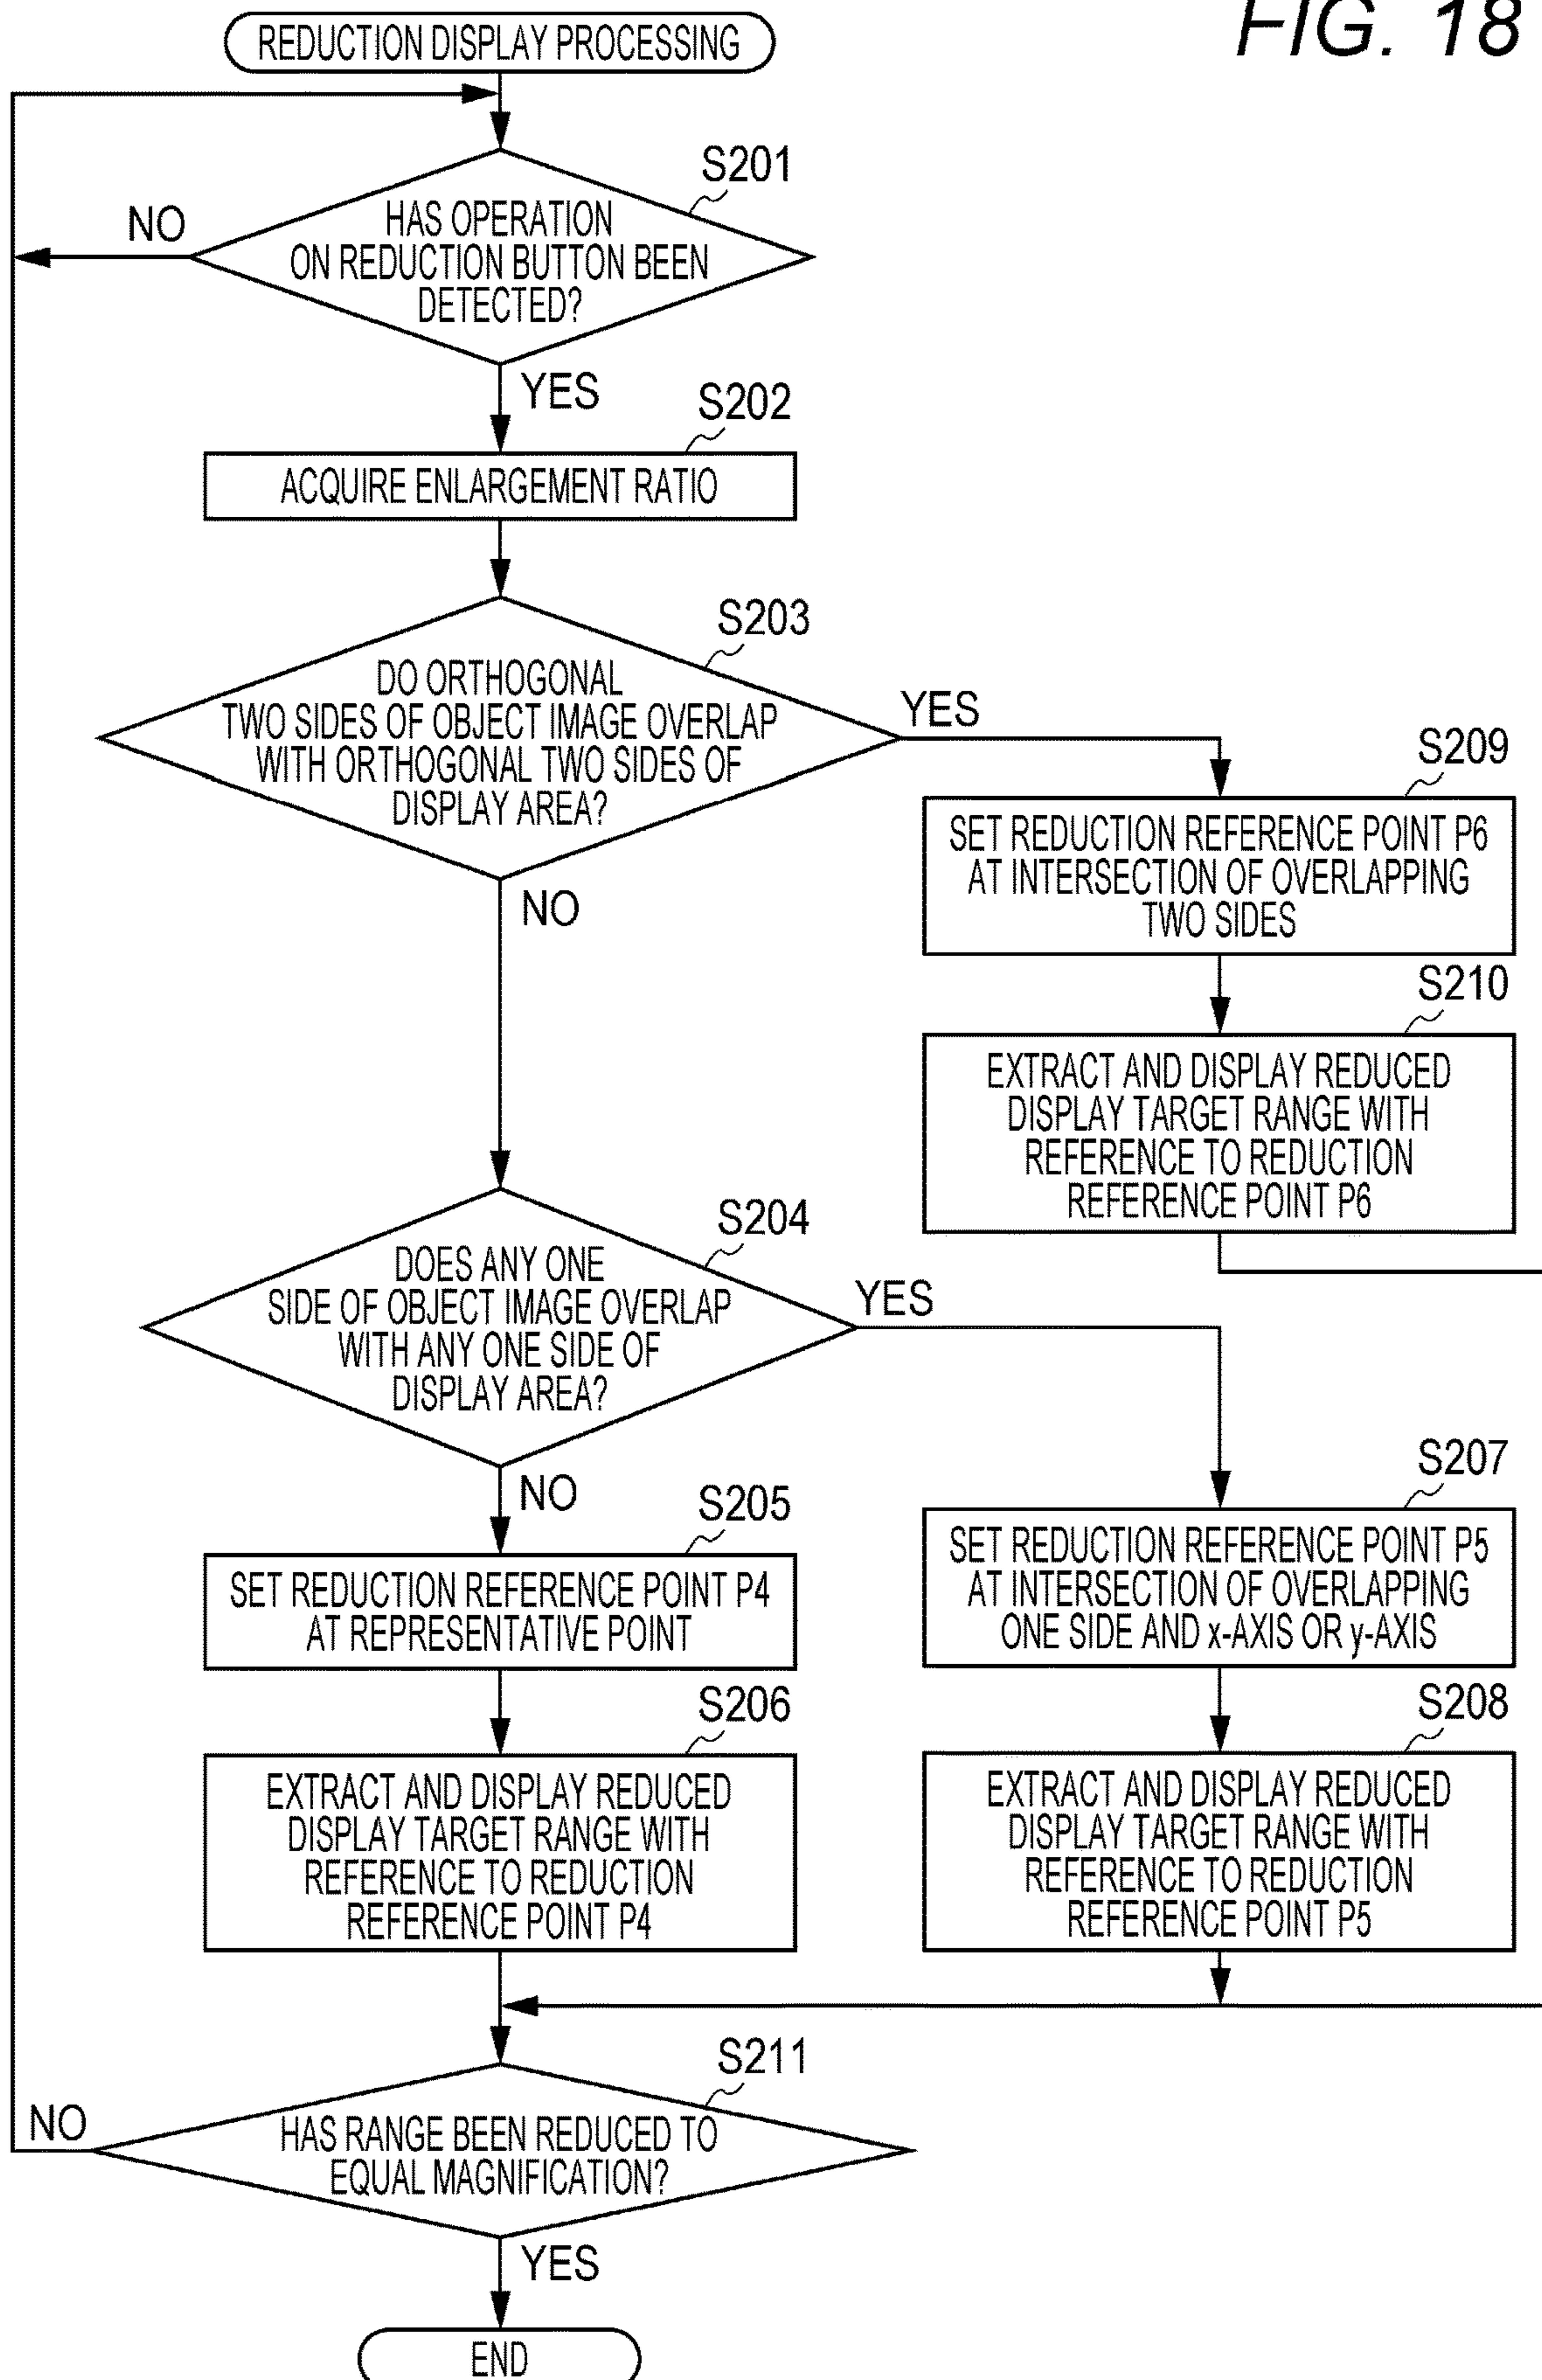 FIG. 18
REDUCTION DISPLAY PROCESSING
S201
HAS OPERATION
ON REDUCTION BUTTON BEEN
DETECTED?
NO
YES
S202
ACQUIRE ENLARGEMENT RATIO
S203
DO ORTHOGONAL
TWO SIDES OF OBJECT IMAGE OVERLAP
WITH ORTHOGONAL TWO SIDES OF
DISPLAY AREA?
YES
NO
S209
SET REDUCTION REFERENCE POINT P6
AT INTERSECTION OF OVERLAPPING
TWO SIDES
S210
EXTRACT AND DISPLAY REDUCED
DISPLAY TARGET RANGE WITH
REFERENCE TO REDUCTION
REFERENCE POINT P6
S204
DOES ANY ONE
SIDE OF OBJECT IMAGE OVERLAP
WITH ANY ONE SIDE OF
DISPLAY AREA?
YES
NO
S205
SET REDUCTION REFERENCE POINT P4
AT REPRESENTATIVE POINT
S206
EXTRACT AND DISPLAY REDUCED
DISPLAY TARGET RANGE WITH
REFERENCE TO REDUCTION
REFERENCE POINT P4
S207
SET REDUCTION REFERENCE POINT P5
AT INTERSECTION OF OVERLAPPING
ONE SIDE AND x-AXIS OR y-AXIS
S208
EXTRACT AND DISPLAY REDUCED
DISPLAY TARGET RANGE WITH
REFERENCE TO REDUCTION
REFERENCE POINT P5
S211
HAS RANGE BEEN REDUCED TO
EQUAL MAGNIFICATION?
NO
YES
END